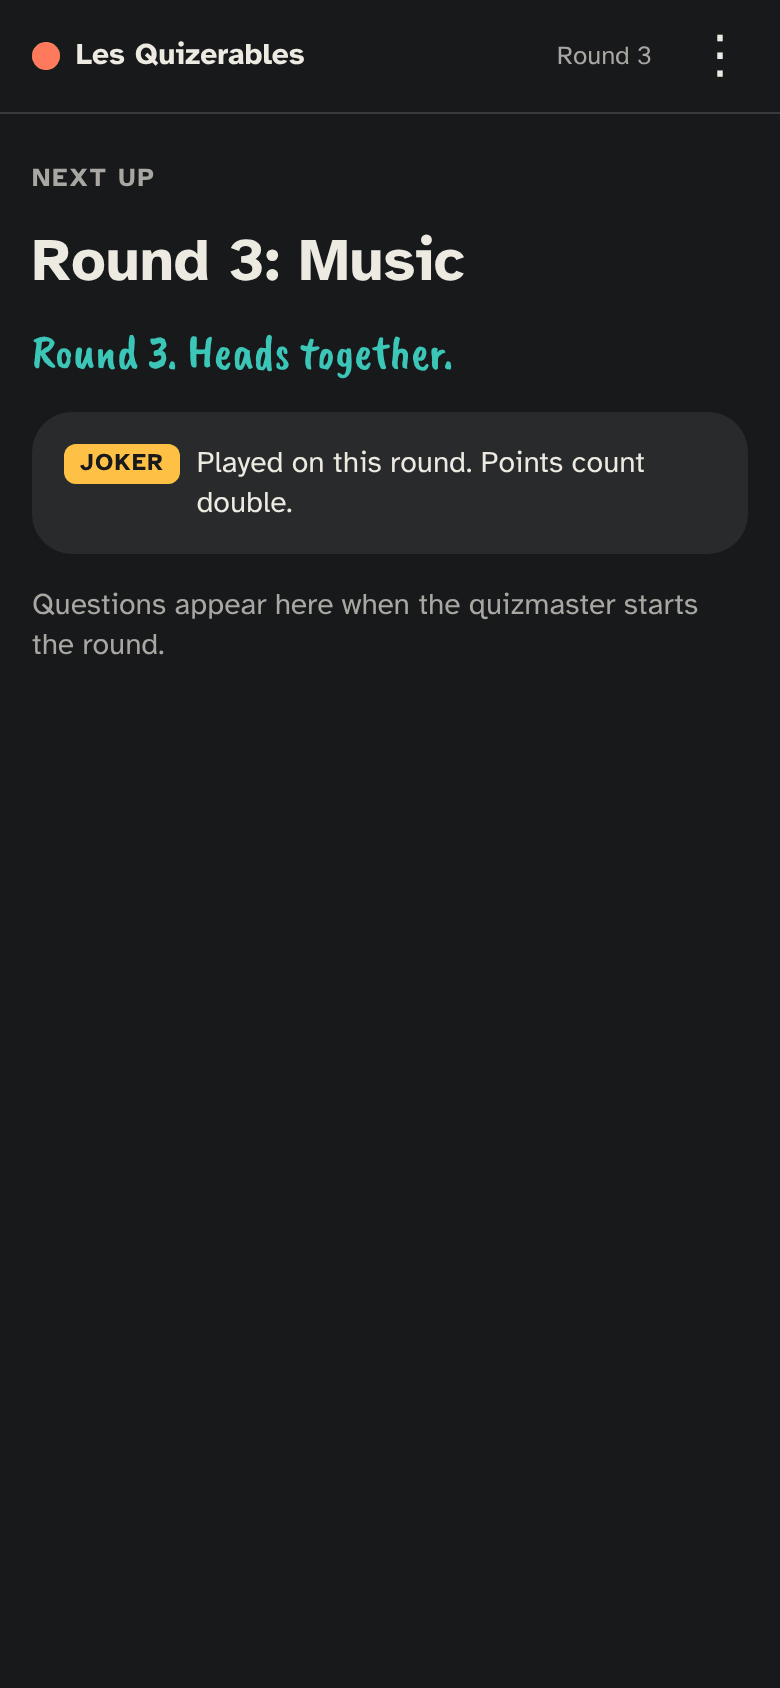 Les Quizerables
Round 3
NEXT UP
Round 3: Music
Round 3. Heads together.
JOKER
Played on this round. Points count
double.
Questions appear here when the quizmaster starts
the round.